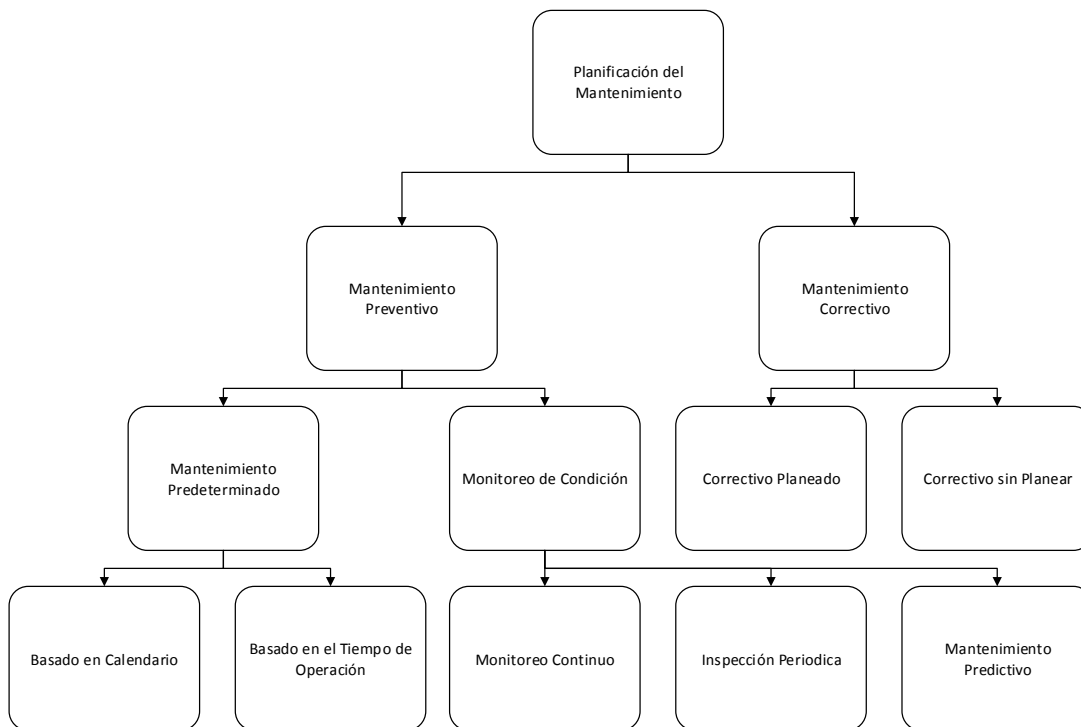 Planificación del
Mantenimiento
Mantenimiento
Preventivo
Mantenimiento
Correctivo
Mantenimiento
Predeterminado
Monitoreo de Condición
Correctivo Planeado
Correctivo sin Planear
Basado en Calendario
Basado en el Tiempo de
Operación
Monitoreo Continuo
Inspección Periodica
Mantenimiento
Predictivo